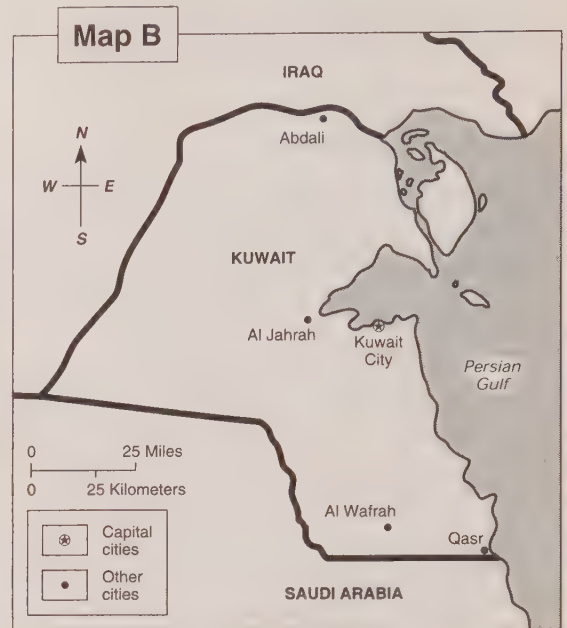 Map B
IRAQ
Abdali
N
W E
S
KUWAIT
Al Jahrah
Kuwait
City
Persian
Gulf
0 25 Miles
0 25 Kilometers
Al Wafrah
Qasr
Capital
cities
Other
cities
SAUDI ARABIA